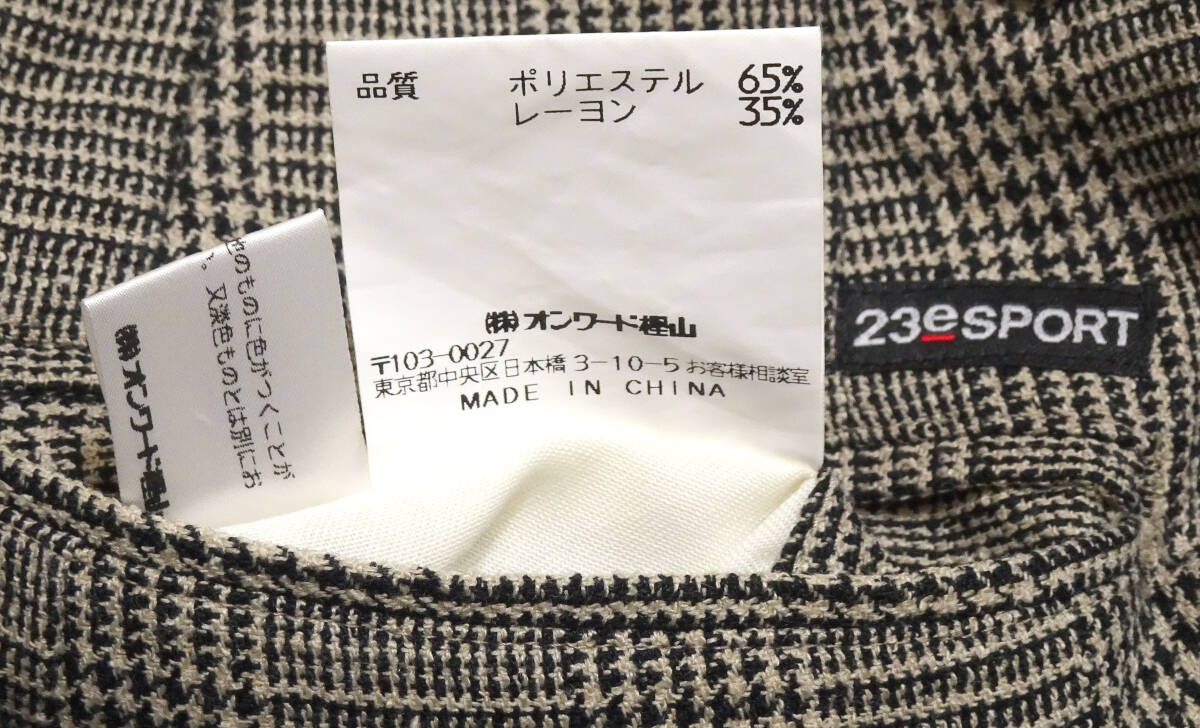 品質 ポリエステル 65%
レーヨン 35%
㈱オンワード樫山
〒103-0027
東京都中央区日本橋3-10-5お客様相談室
MADE IN CHINA
23eSPORT
色のものに色がつくことが
。又淡色ものとは別にお
㈱オンワード樫山